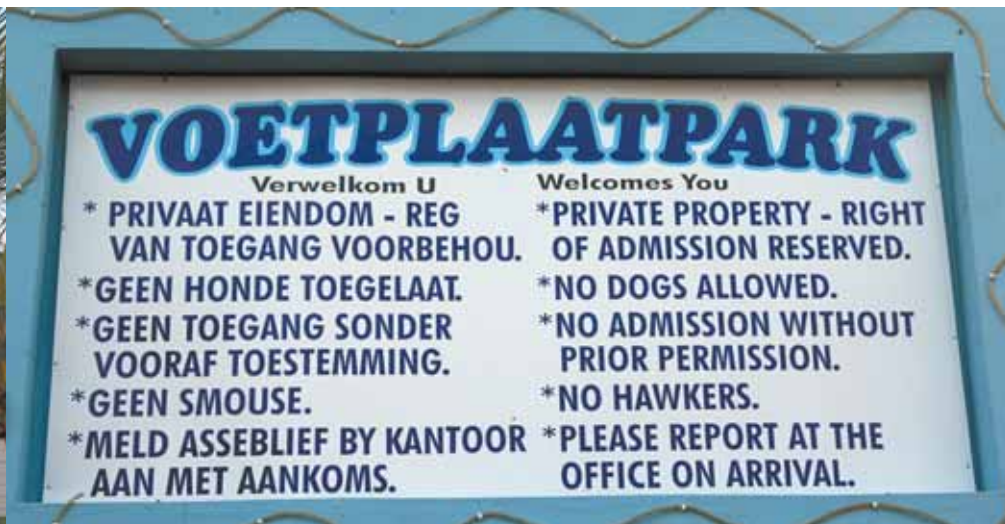 VOETPLAATPARK
Verwelkom U
* PRIVAAT EIENDOM - REG
VAN TOEGANG VOORBEHOU.
*GEEN HONDE TOEGELAAT.
*GEEN TOEGANG SONDER
VOORAF TOESTEMMING.
*GEEN SMOUSE.
*MELD ASSEBLIEF BY KANTOOR
AAN MET AANKOMS.
Welcomes You
*PRIVATE PROPERTY - RIGHT
OF ADMISSION RESERVED.
*NO DOGS ALLOWED.
*NO ADMISSION WITHOUT
PRIOR PERMISSION.
*NO HAWKERS.
*PLEASE REPORT AT THE
OFFICE ON ARRIVAL.